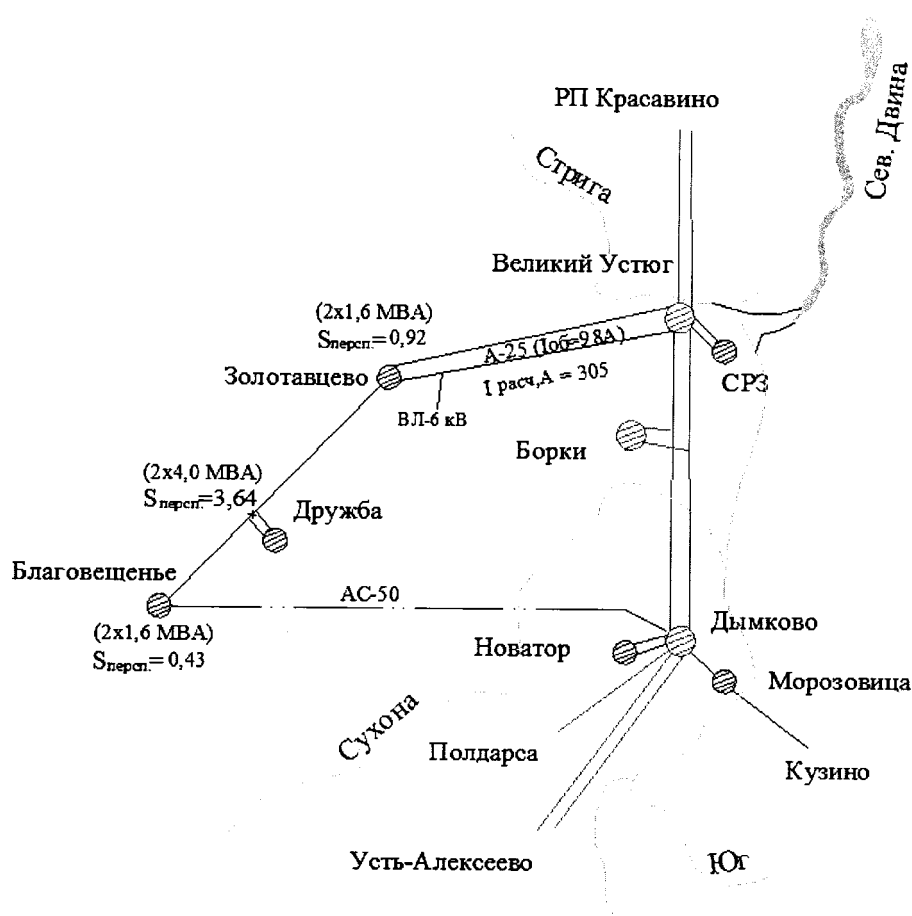 РП Красавино
Сев. Двина
Стрига
Великий Устюг
(2х1,6 МВА)
Sперсп.=0,92
А-25 (Iоб=98А)
I расч,А = 305
Золотавцево
ВЛ-6 кВ
СРЗ
Борки
(2х4,0 МВА)
Sперсп.=3,64
Дружба
Благовещенье
АС-50
(2х1,6 МВА)
Sперсп.=0,43
Новатор
Дымково
Морозовица
Сухона
Полдарса
Кузино
Усть-Алексеево
Юг